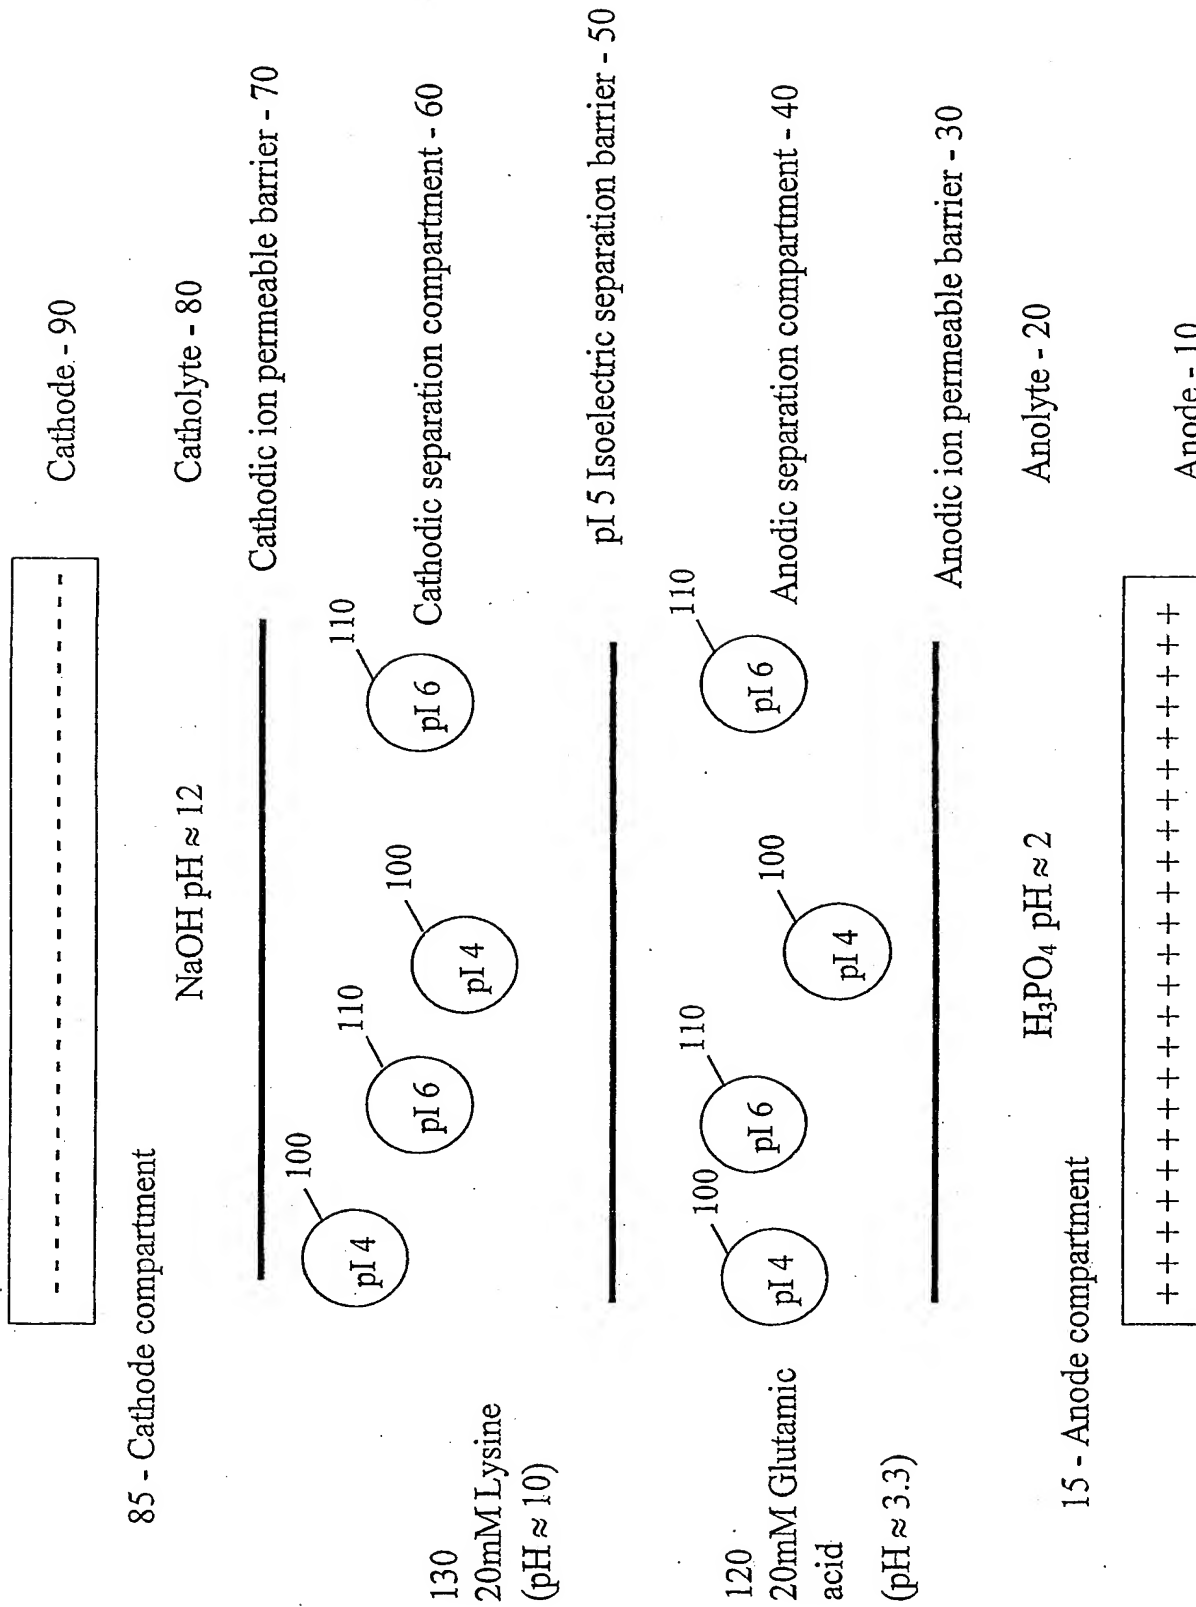 Cathode - 90
85 - Cathode compartment
NaOH pH ≈ 12
Catholyte - 80
Cathodic ion permeable barrier - 70
100
110
100
110
pI 4
pI 6
pI 4
pI 6
Cathodic separation compartment - 60
130
20mM Lysine
(pH ≈ 10)
pI 5 Isoelectric separation barrier - 50
100
110
100
110
pI 4
pI 6
pI 4
pI 6
Anodic separation compartment - 40
120
20mM Glutamic
acid
(pH ≈ 3.3)
Anodic ion permeable barrier - 30
15 - Anode compartment
H₃PO₄ pH ≈ 2
Anolyte - 20
+ + + + + + + + + + + + + + + + + + + + + + +
Anode - 10